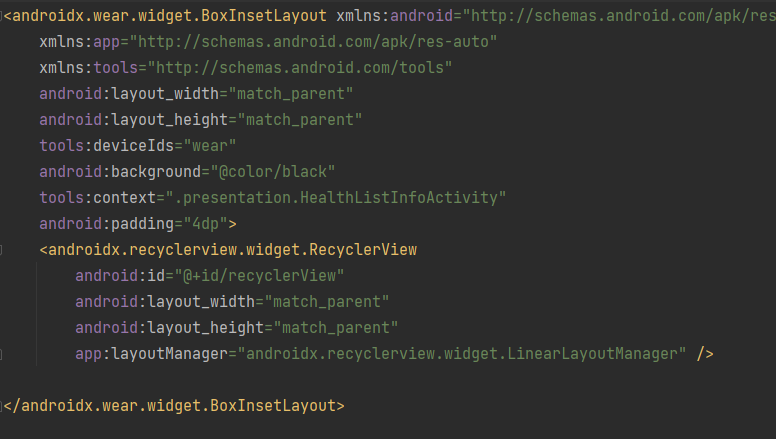 <androidx.wear.widget.BoxInsetLayout xmlns:android="http://schemas.android.com/apk/res
xmlns:app="http://schemas.android.com/apk/res-auto"
xmlns:tools="http://schemas.android.com/tools"
android:layout_width="match_parent"
android:layout_height="match_parent"
tools:deviceIds="wear"
android:background="@color/black"
tools:context=".presentation.HealthListInfoActivity"
android:padding="4dp">
<androidx.recyclerview.widget.RecyclerView
android:id="@+id/recyclerView"
android:layout_width="match_parent"
android:layout_height="match_parent"
app:layoutManager="androidx.recyclerview.widget.LinearLayoutManager" />
</androidx.wear.widget.BoxInsetLayout>